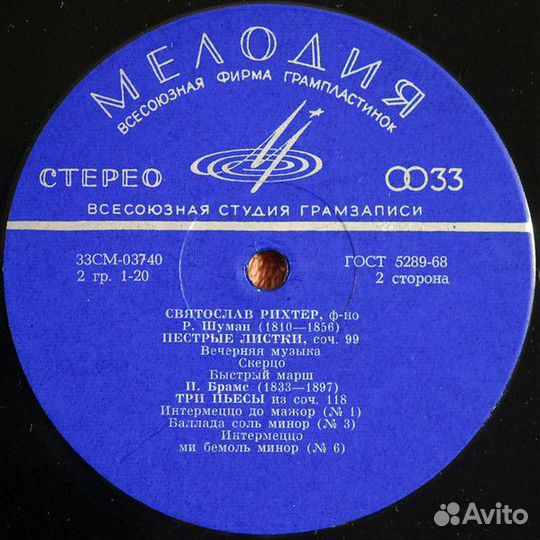 МЕЛОДИЯ
ВСЕСОЮЗНАЯ ФИРМА ГРАМПЛАСТИНОК
СТЕРЕО
33
ВСЕСОЮЗНАЯ СТУДИЯ ГРАМЗАПИСИ
33СМ-03740
ГОСТ 5289-68
2 гр. 1-20
2 сторона
СВЯТОСЛАВ РИХТЕР, ф-но
Р. Шуман (1810—1856)
ПЕСТРЫЕ ЛИСТКИ, соч. 99
Вечерняя музыка
Скерцо
Быстрый марш
И. Брамс (1833—1897)
ТРИ ПЬЕСЫ из соч. 118
Интермеццо до мажор (№ 1)
Баллада соль минор (№ 3)
Интермеццо
ми бемоль минор (№ 6)
Avito